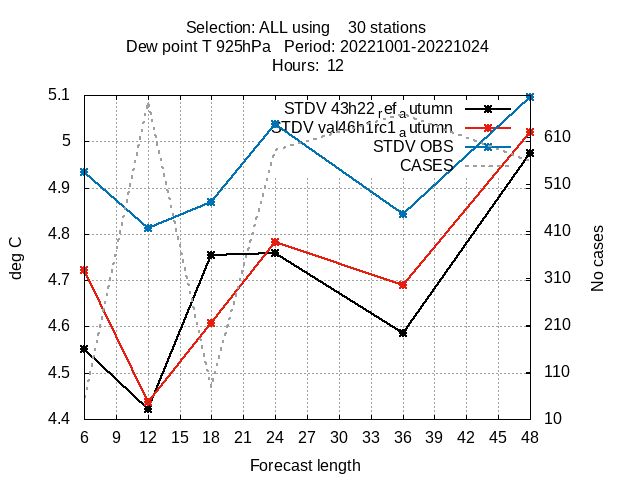 Selection: ALL using 30 stations
Dew point T 925hPa Period: 20221001-20221024
Hours: 12
STDV 43h22ref autumn
STDV val46h1rc1autumn
STDV OBS
CASES
5.1
5
4.9
4.8
4.7
4.6
4.5
4.4
deg C
610
510
410
310
210
110
10
No cases
6 9 12 15 18 21 24 27 30 33 36 39 42 45 48
Forecast length